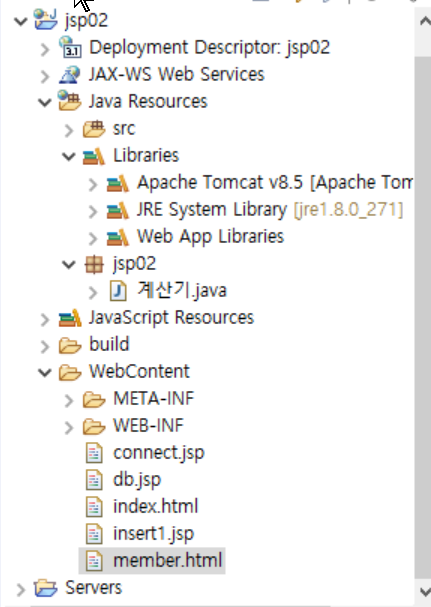 jsp02
3.1 Deployment Descriptor: jsp02
JAX-WS Web Services
Java Resources
src
Libraries
Apache Tomcat v8.5 [Apache Tom
JRE System Library [jre1.8.0_271]
Web App Libraries
jsp02
J 계산기.java
JavaScript Resources
build
WebContent
META-INF
WEB-INF
connect.jsp
db.jsp
index.html
insert1.jsp
member.html
Servers